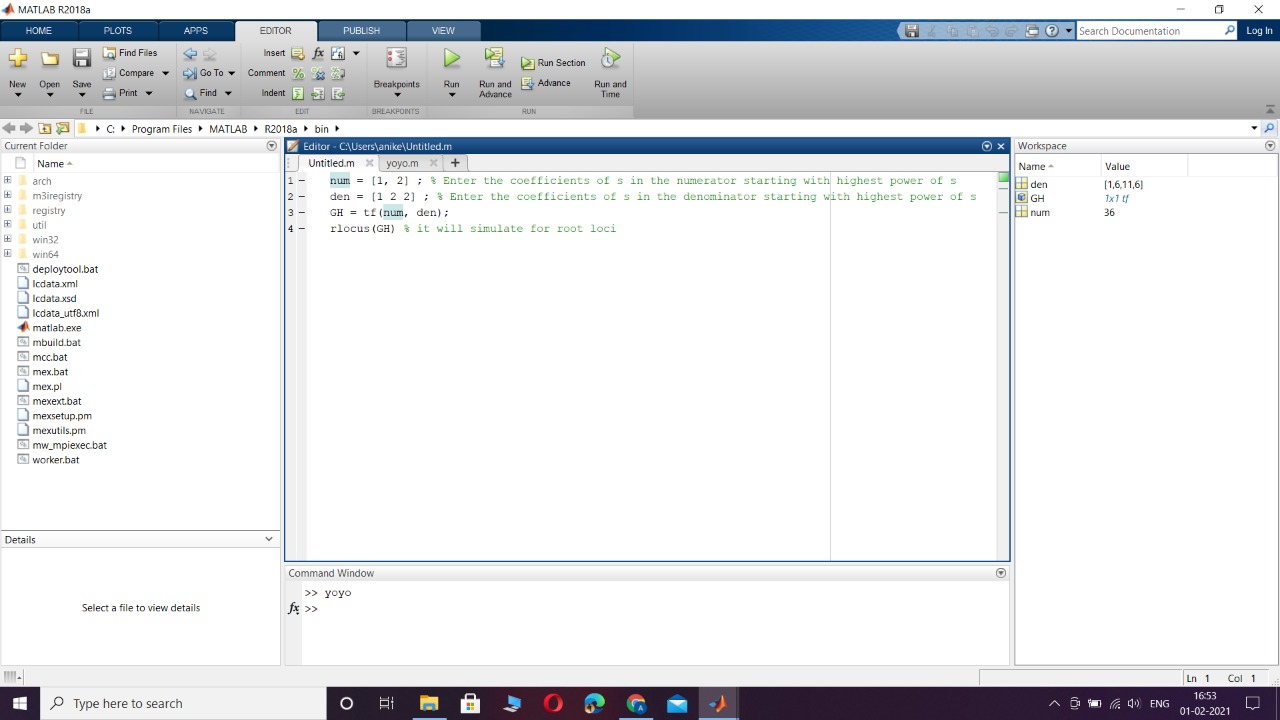 MATLAB R2018a
HOME PLOTS APPS EDITOR PUBLISH VIEW
Search Documentation Log In
New Open Save Find Files Compare Print
FILE
Go To Find
NAVIGATE
Insert fx Comment Indent
EDIT
Breakpoints
BREAKPOINTS
Run Run and Advance Run Section Advance Run and Time
RUN
C: Program Files MATLAB R2018a bin
Current Folder
Name
arch
m3iregistry
registry
util
win32
win64
deploytool.bat
lcdata.xml
lcdata.xsd
lcdata_utf8.xml
matlab.exe
mbuild.bat
mcc.bat
mex.bat
mex.pl
mexext.bat
mexsetup.pm
mexutils.pm
mw_mpiexec.bat
worker.bat
Details
Select a file to view details
Editor - C:\Users\anike\Untitled.m
Untitled.m yoyo.m +
1 – num = [1, 2] ; % Enter the coefficients of s in the numerator starting with highest power of s
2 – den = [1 2 2] ; % Enter the coefficients of s in the denominator starting with highest power of s
3 – GH = tf(num, den);
4 – rlocus(GH) % it will simulate for root loci
Command Window
>> yoyo
fx >>
Workspace
Name Value
den [1,6,11,6]
GH 1x1 tf
num 36
Ln 1 Col 1
Type here to search
ENG
16:53
01-02-2021